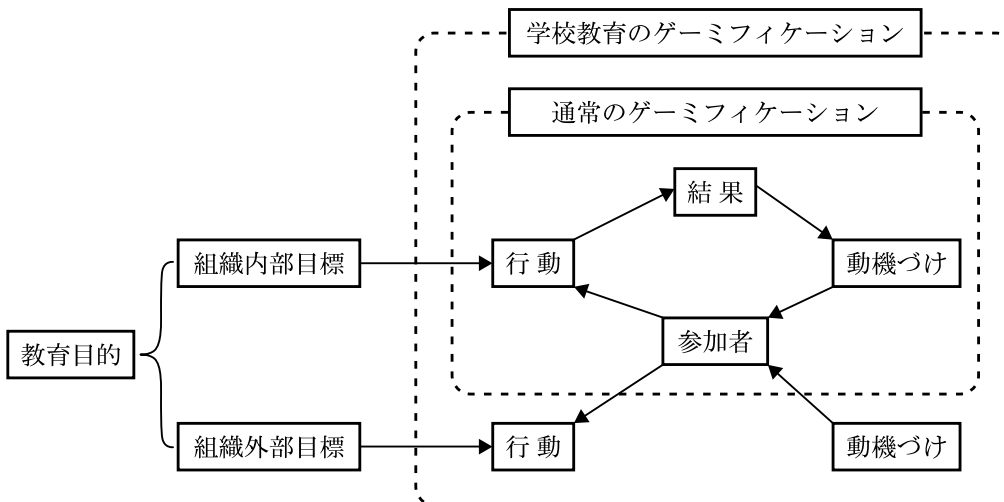 学校教育のゲーミフィケーション
通常のゲーミフィケーション
結果
組織内部目標
行動
動機づけ
教育目的
参加者
組織外部目標
行動
動機づけ